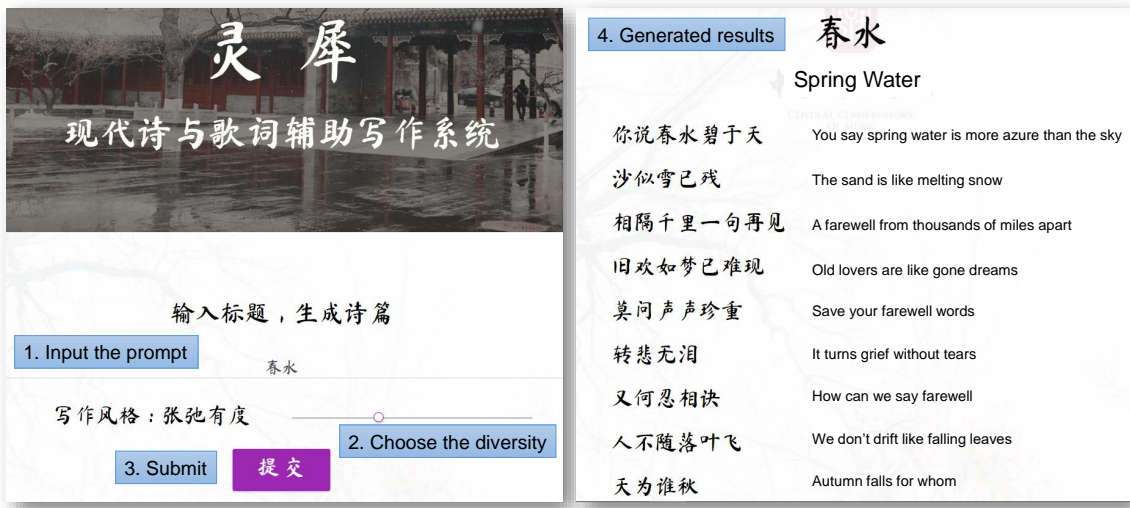 灵犀
现代诗与歌词辅助写作系统
输入标题，生成诗篇
1. Input the prompt
春水
写作风格：张弛有度
2. Choose the diversity
3. Submit
提交
4. Generated results
春水
Spring Water
CENTRAL CONSERVATORY
你说春水碧于天
You say spring water is more azure than the sky
沙似雪已残
The sand is like melting snow
相隔千里一句再见
A farewell from thousands of miles apart
旧欢如梦已难现
Old lovers are like gone dreams
莫问声声珍重
Save your farewell words
转悲无泪
It turns grief without tears
又何忍相诀
How can we say farewell
人不随落叶飞
We don't drift like falling leaves
天为谁秋
Autumn falls for whom